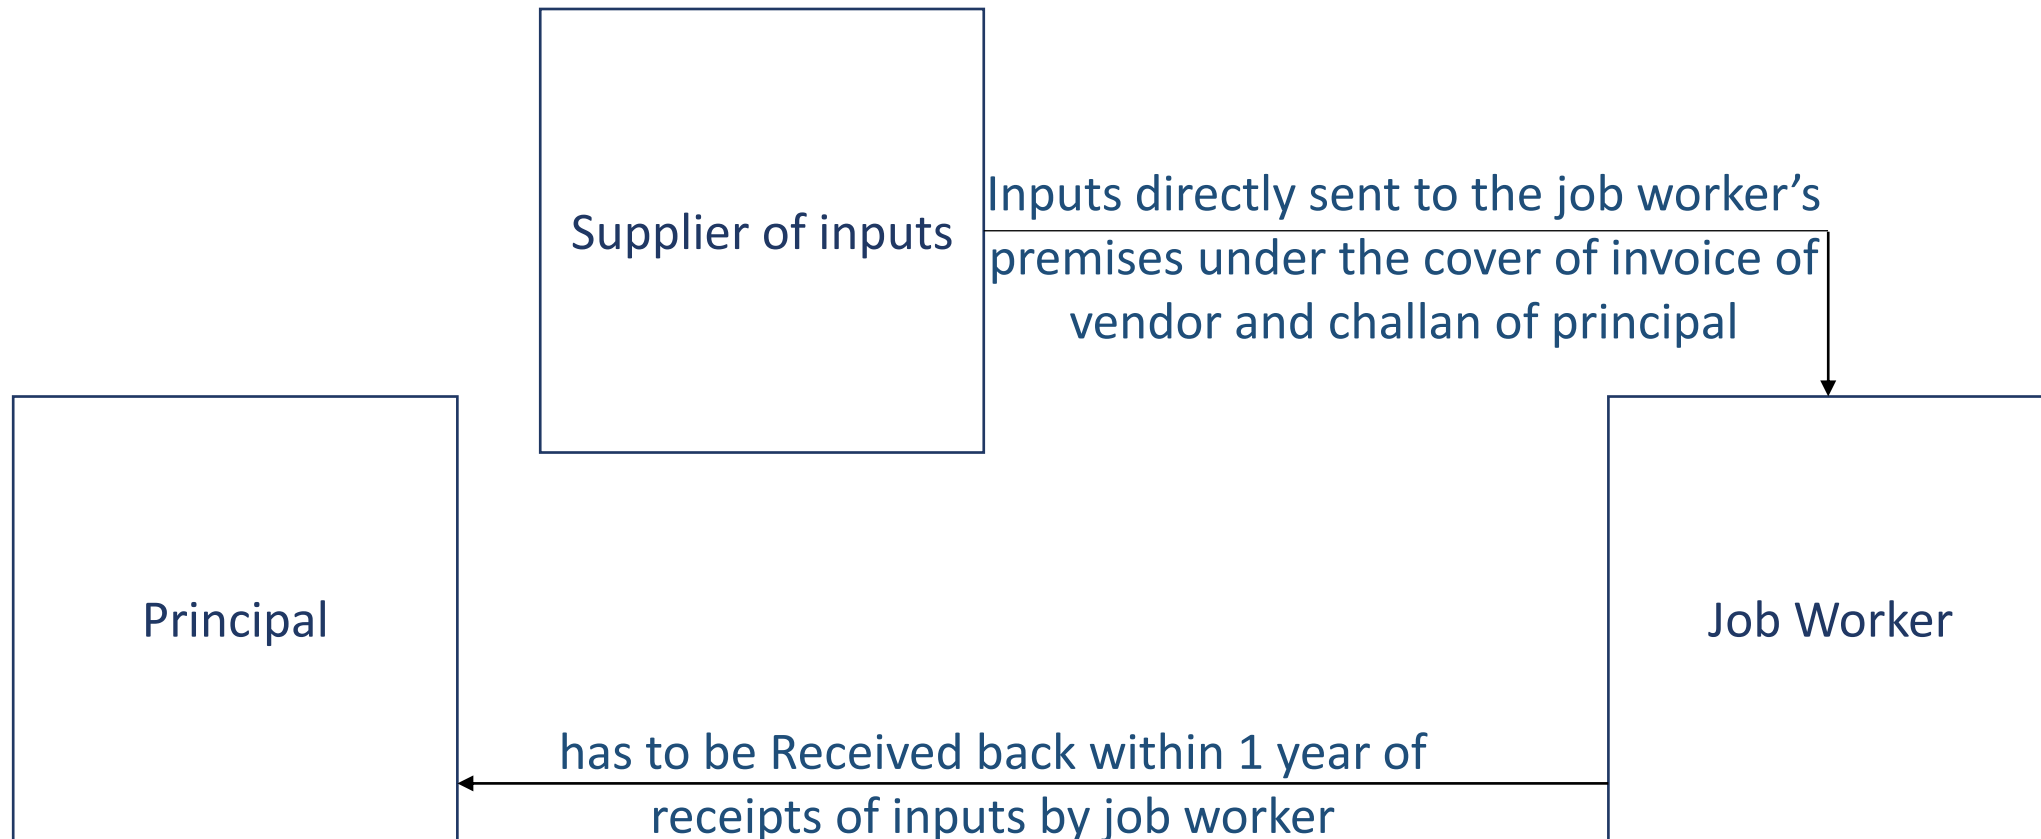 Supplier of inputs
Inputs directly sent to the job worker’s
premises under the cover of invoice of
vendor and challan of principal
Principal
Job Worker
has to be Received back within 1 year of
receipts of inputs by job worker